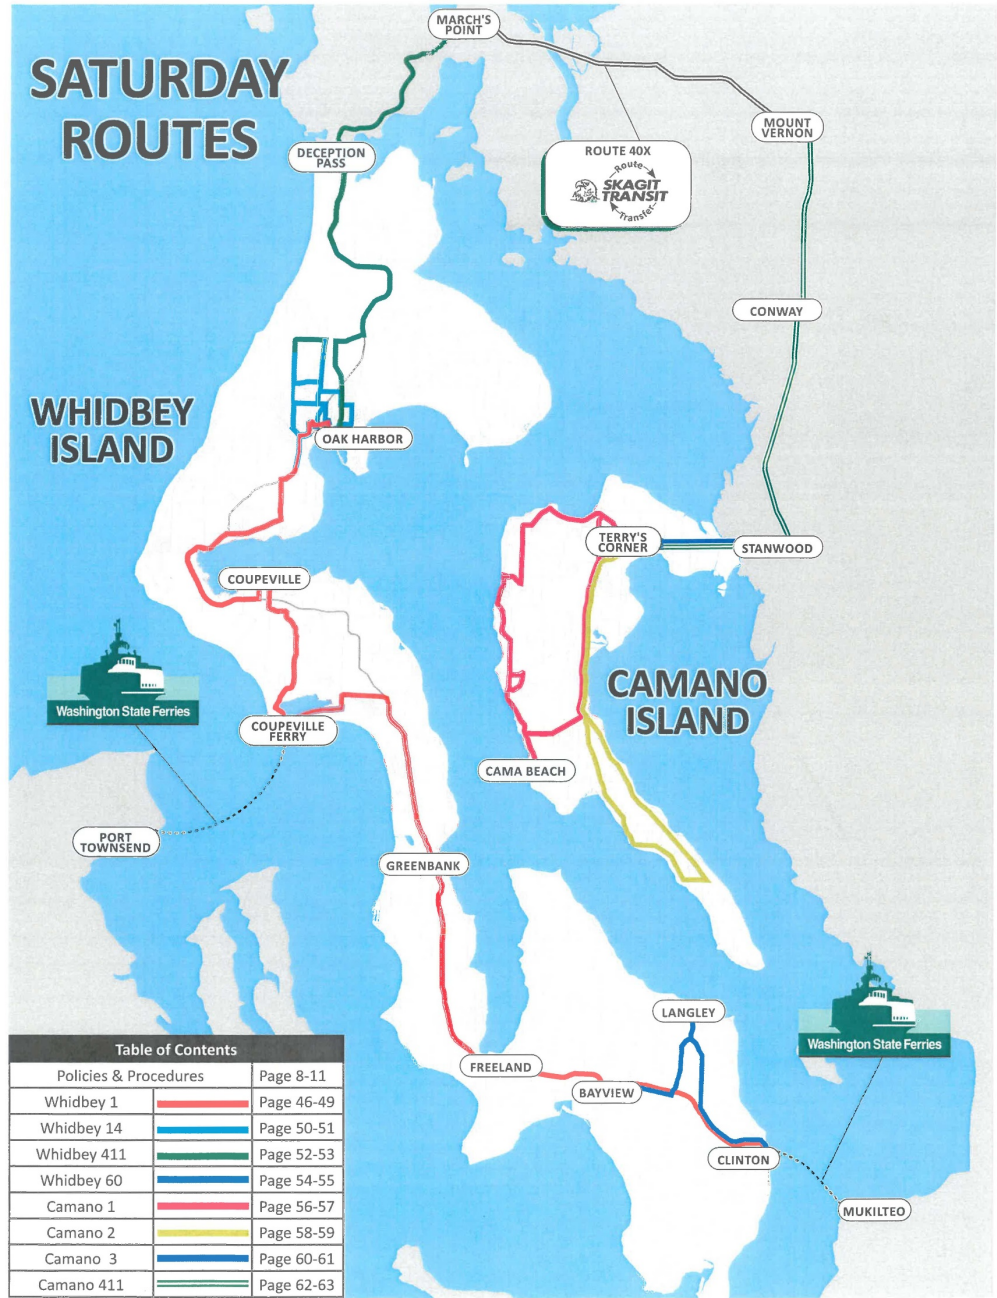 MARCH'S
POINT
SATURDAY
ROUTES
MOUNT
VERNON
DECEPTION
PASS
ROUTE 40X
Route
SKAGIT
TRANSIT
Transfer
CONWAY
WHIDBEY
ISLAND
OAK HARBOR
TERRY'S
CORNER
STANWOOD
COUPEVILLE
CAMANO
ISLAND
Washington State Ferries
COUPEVILLE
FERRY
CAMA BEACH
PORT
TOWNSEND
GREENBANK
LANGLEY
Washington State Ferries
FREELAND
BAYVIEW
CLINTON
MUKILTEO
Table of Contents
Policies & Procedures Page 8-11
Whidbey 1 Page 46-49
Whidbey 14 Page 50-51
Whidbey 411 Page 52-53
Whidbey 60 Page 54-55
Camano 1 Page 56-57
Camano 2 Page 58-59
Camano 3 Page 60-61
Camano 411 Page 62-63